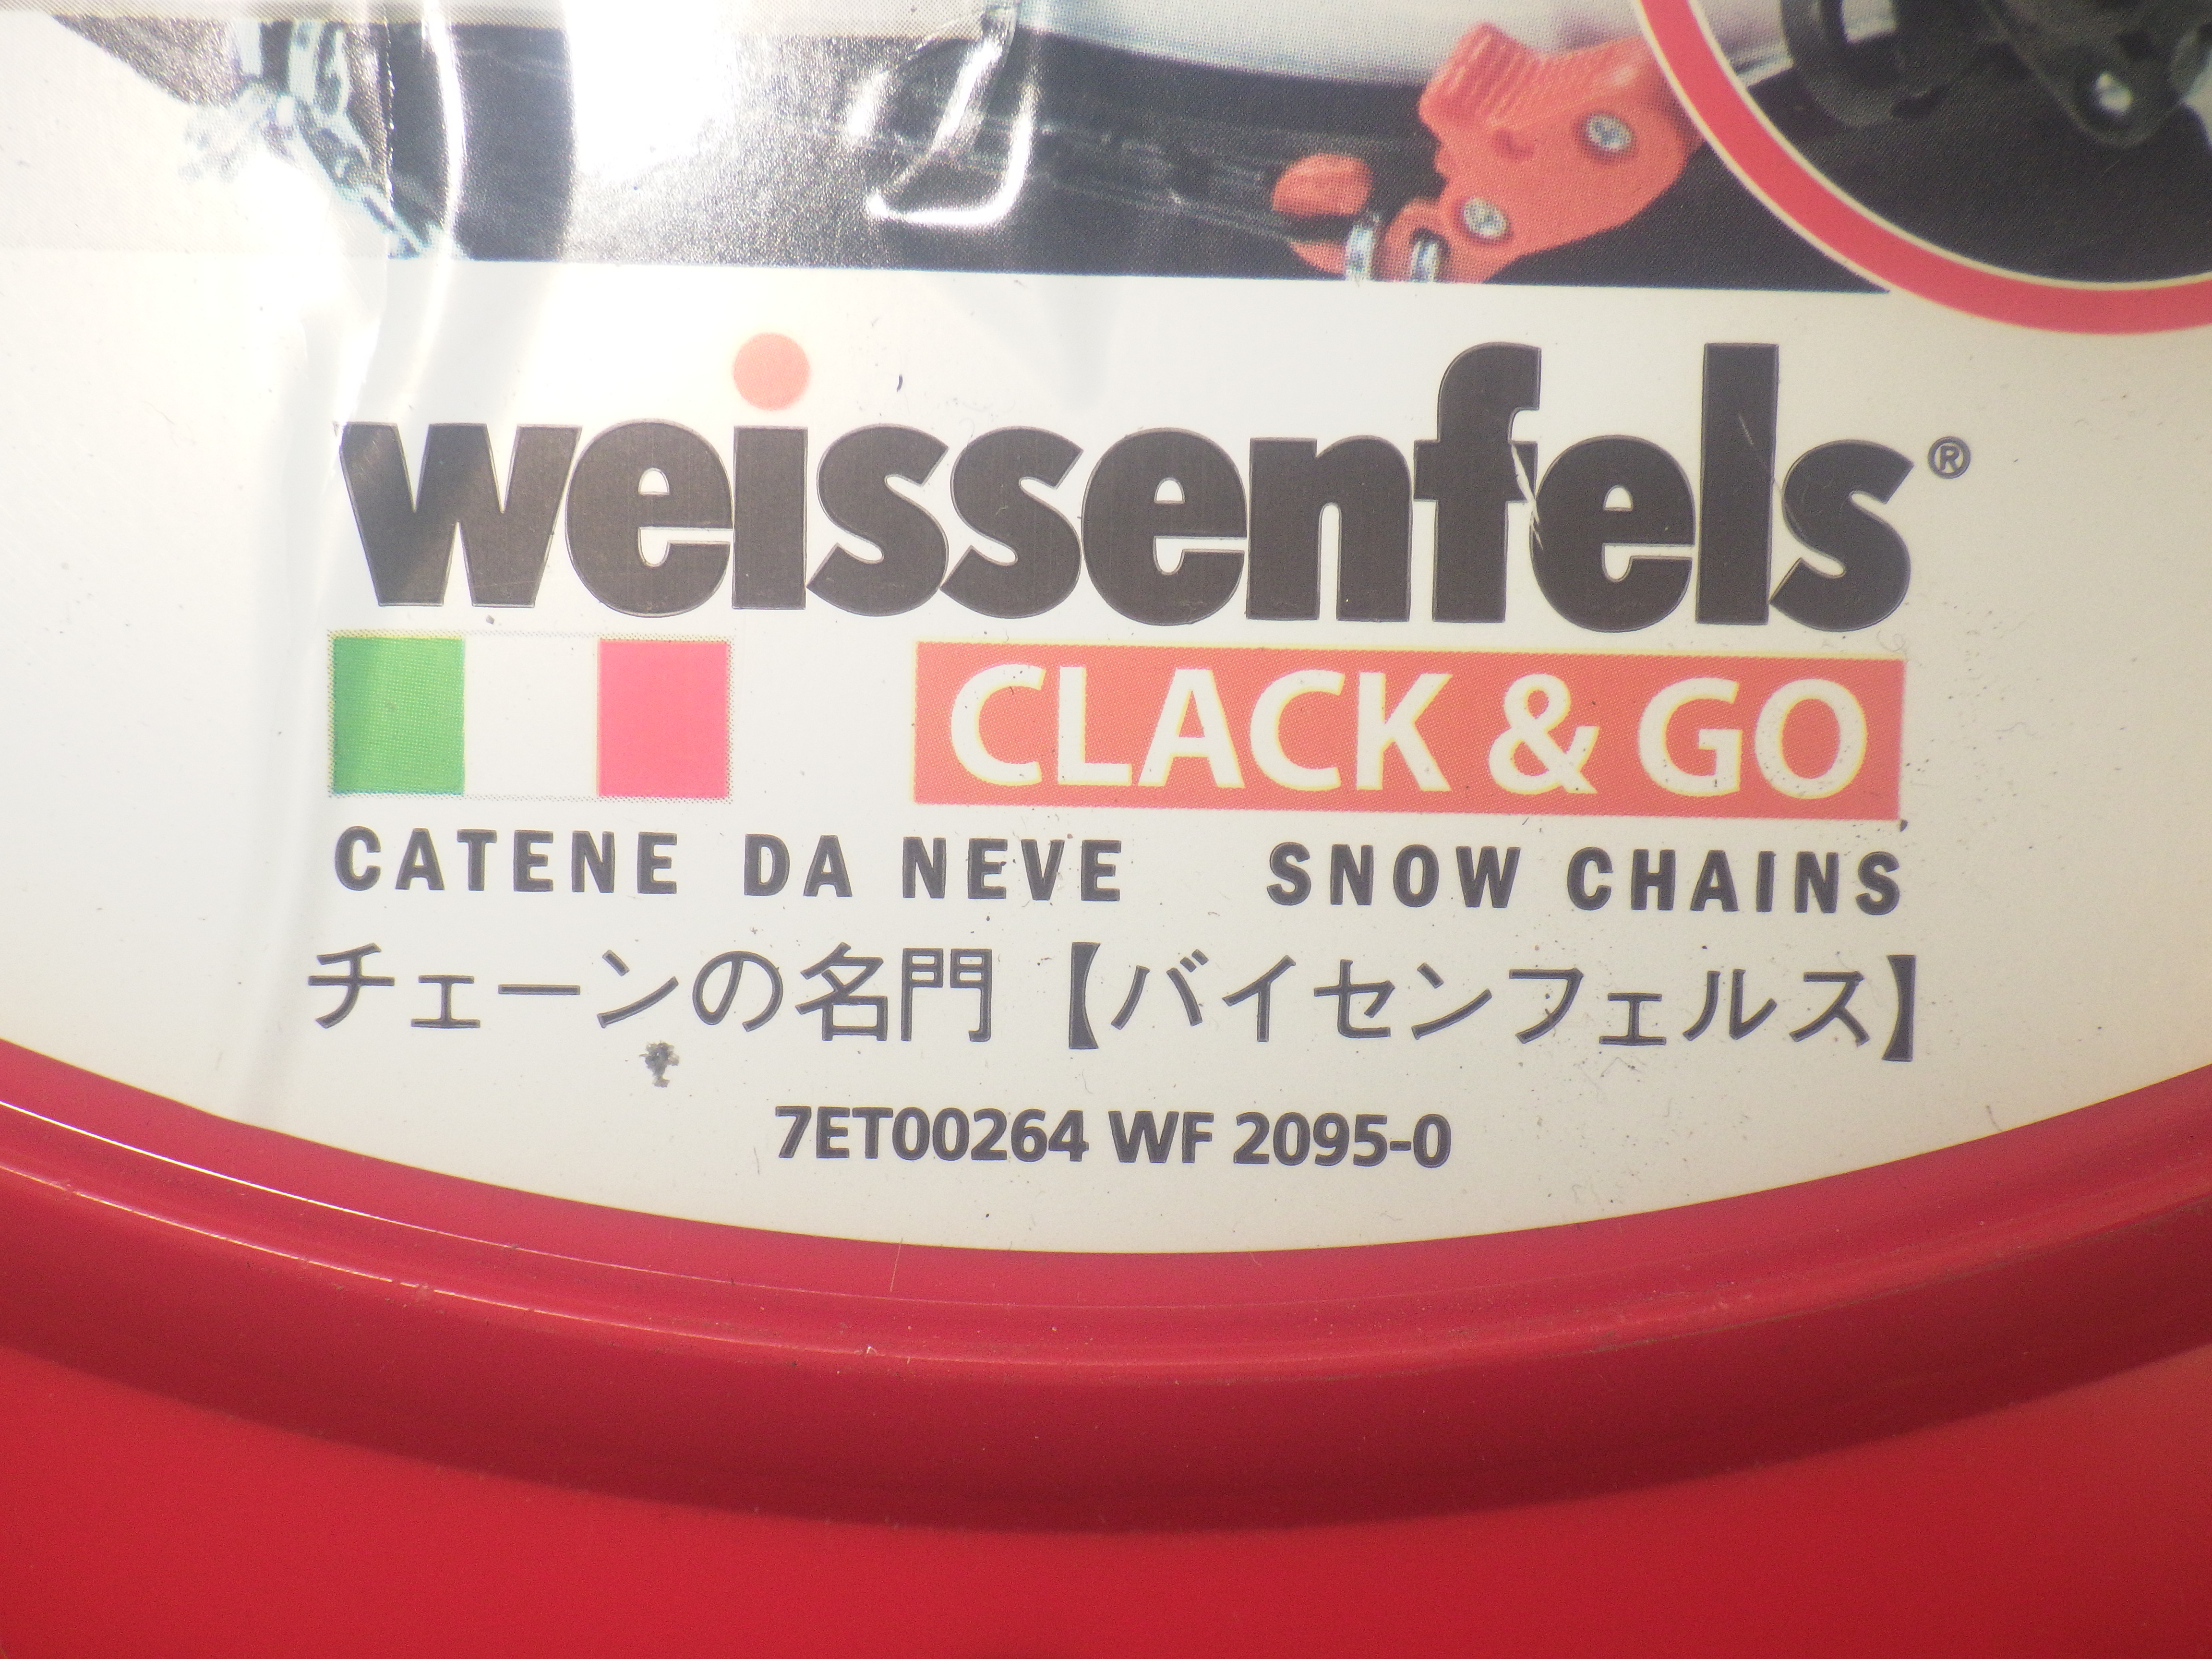 weissenfels®
CLACK & GO
CATENE DA NEVE SNOW CHAINS
チェーンの名門【バイセンフェルス】
7ET00264 WF 2095-0